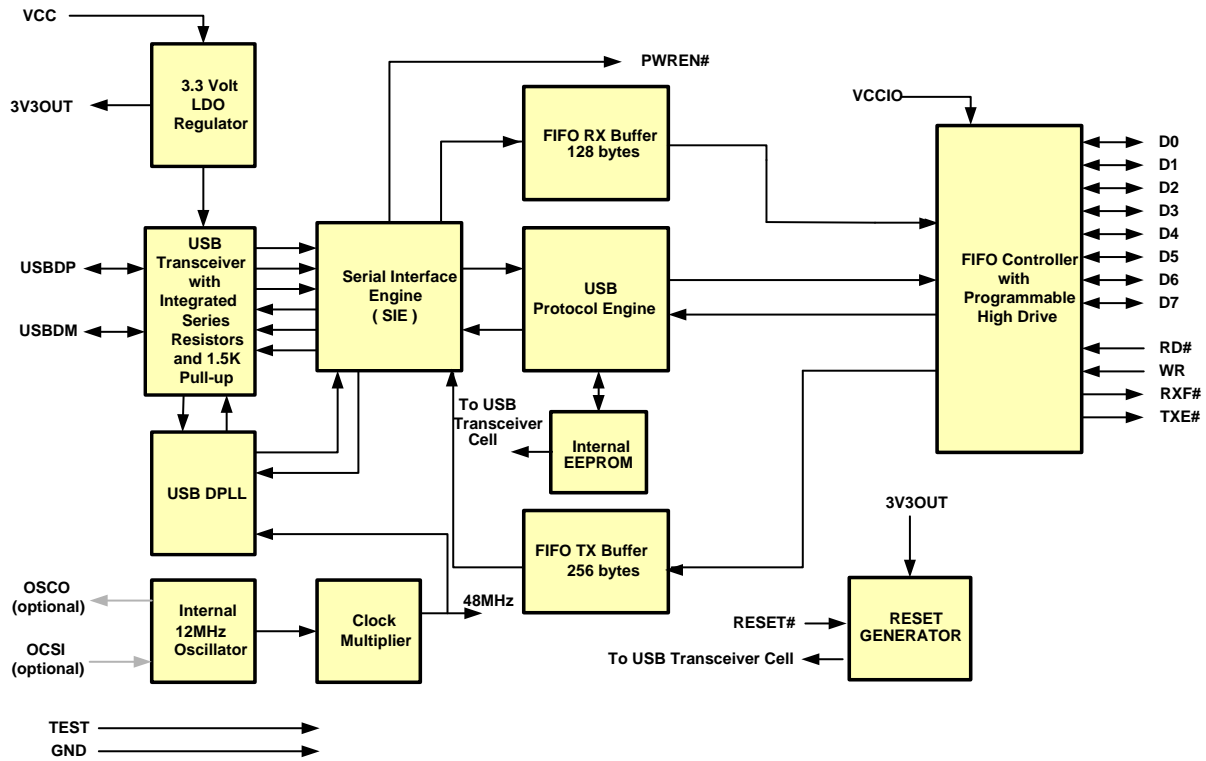 VCC
3.3 Volt
LDO
Regulator
3V3OUT
PWREN#
FIFO RX Buffer
128 bytes
VCCIO
D0
D1
D2
D3
D4
D5
D6
D7
RD#
WR
RXF#
TXE#
FIFO Controller
with
Programmable
High Drive
USBDP
USBDM
USB
Transceiver
with
Integrated
Series
Resistors
and 1.5K
Pull-up
Serial Interface
Engine
( SIE )
USB
Protocol Engine
To USB
Transceiver
Cell
Internal
EEPROM
USB DPLL
3V3OUT
FIFO TX Buffer
256 bytes
OSCO
(optional)
OCSI
(optional)
Internal
12MHz
Oscillator
Clock
Multiplier
48MHz
RESET#
RESET
GENERATOR
To USB Transceiver Cell
TEST
GND